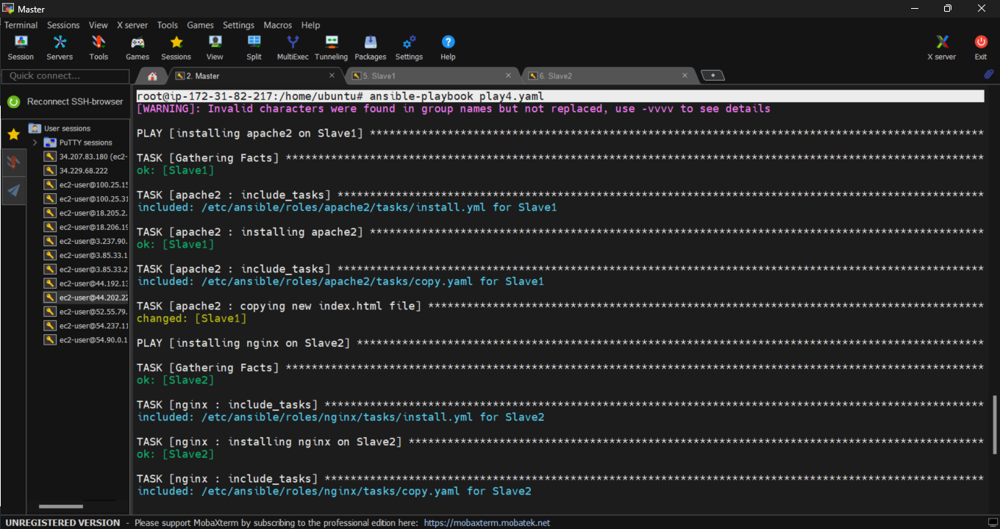 Master
Terminal Sessions View X server Tools Games Settings Macros Help
Session Servers Tools Games Sessions View Split MultiExec Tunneling Packages Settings Help X server Exit
Quick connect...
2. Master
5. Slave1
6. Slave2
Reconnect SSH-browser
User sessions
PuTTY sessions
34.207.83.180 (ec2-
34.229.68.222
ec2-user@100.25.15
ec2-user@100.25.31
ec2-user@18.205.2.
ec2-user@18.206.19
ec2-user@3.237.90.
ec2-user@3.85.33.1
ec2-user@3.85.33.2
ec2-user@44.192.13
ec2-user@44.202.22
ec2-user@52.55.79.
ec2-user@54.237.11
ec2-user@54.90.0.1
root@ip-172-31-82-217:/home/ubuntu# ansible-playbook play4.yaml
[WARNING]: Invalid characters were found in group names but not replaced, use -vvvv to see details
PLAY [installing apache2 on Slave1] ***********************************************************************************************
TASK [Gathering Facts] ************************************************************************************************************
ok: [Slave1]
TASK [apache2 : include_tasks] ****************************************************************************************************
included: /etc/ansible/roles/apache2/tasks/install.yml for Slave1
TASK [apache2 : installing apache2] ***********************************************************************************************
ok: [Slave1]
TASK [apache2 : include_tasks] ****************************************************************************************************
included: /etc/ansible/roles/apache2/tasks/copy.yaml for Slave1
TASK [apache2 : copying new index.html file] **************************************************************************************
changed: [Slave1]
PLAY [installing nginx on Slave2] *************************************************************************************************
TASK [Gathering Facts] ************************************************************************************************************
ok: [Slave2]
TASK [nginx : include_tasks] ******************************************************************************************************
included: /etc/ansible/roles/nginx/tasks/install.yml for Slave2
TASK [nginx : installing nginx on Slave2] *****************************************************************************************
ok: [Slave2]
TASK [nginx : include_tasks] ******************************************************************************************************
included: /etc/ansible/roles/nginx/tasks/copy.yaml for Slave2
UNREGISTERED VERSION - Please support MobaXterm by subscribing to the professional edition here: https://mobaxterm.mobatek.net